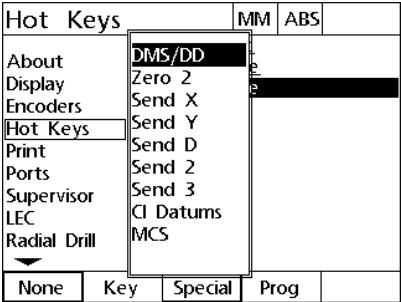 Hot Keys MM ABS
About
Display
Encoders
Hot Keys
Print
Ports
Supervisor
LEC
Radial Drill
DMS/DD
Zero 2
Send X
Send Y
Send D
Send 2
Send 3
Cl Datums
MCS
None Key Special Prog